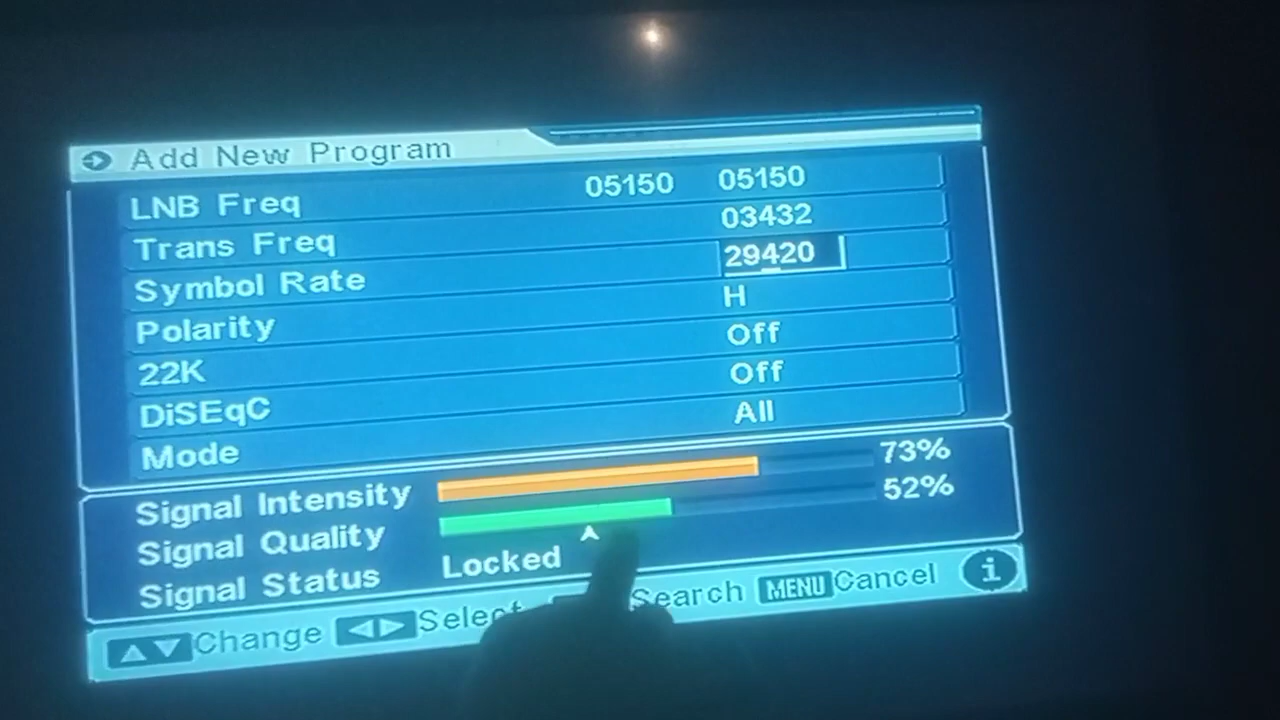 Add New Program
LNB Freq 05150 05150
Trans Freq 03432
Symbol Rate 29420
Polarity H
22K Off
DiSEqC Off
Mode All
Signal Intensity 73%
Signal Quality 52%
Signal Status Locked
Change Select Search MENU Cancel i